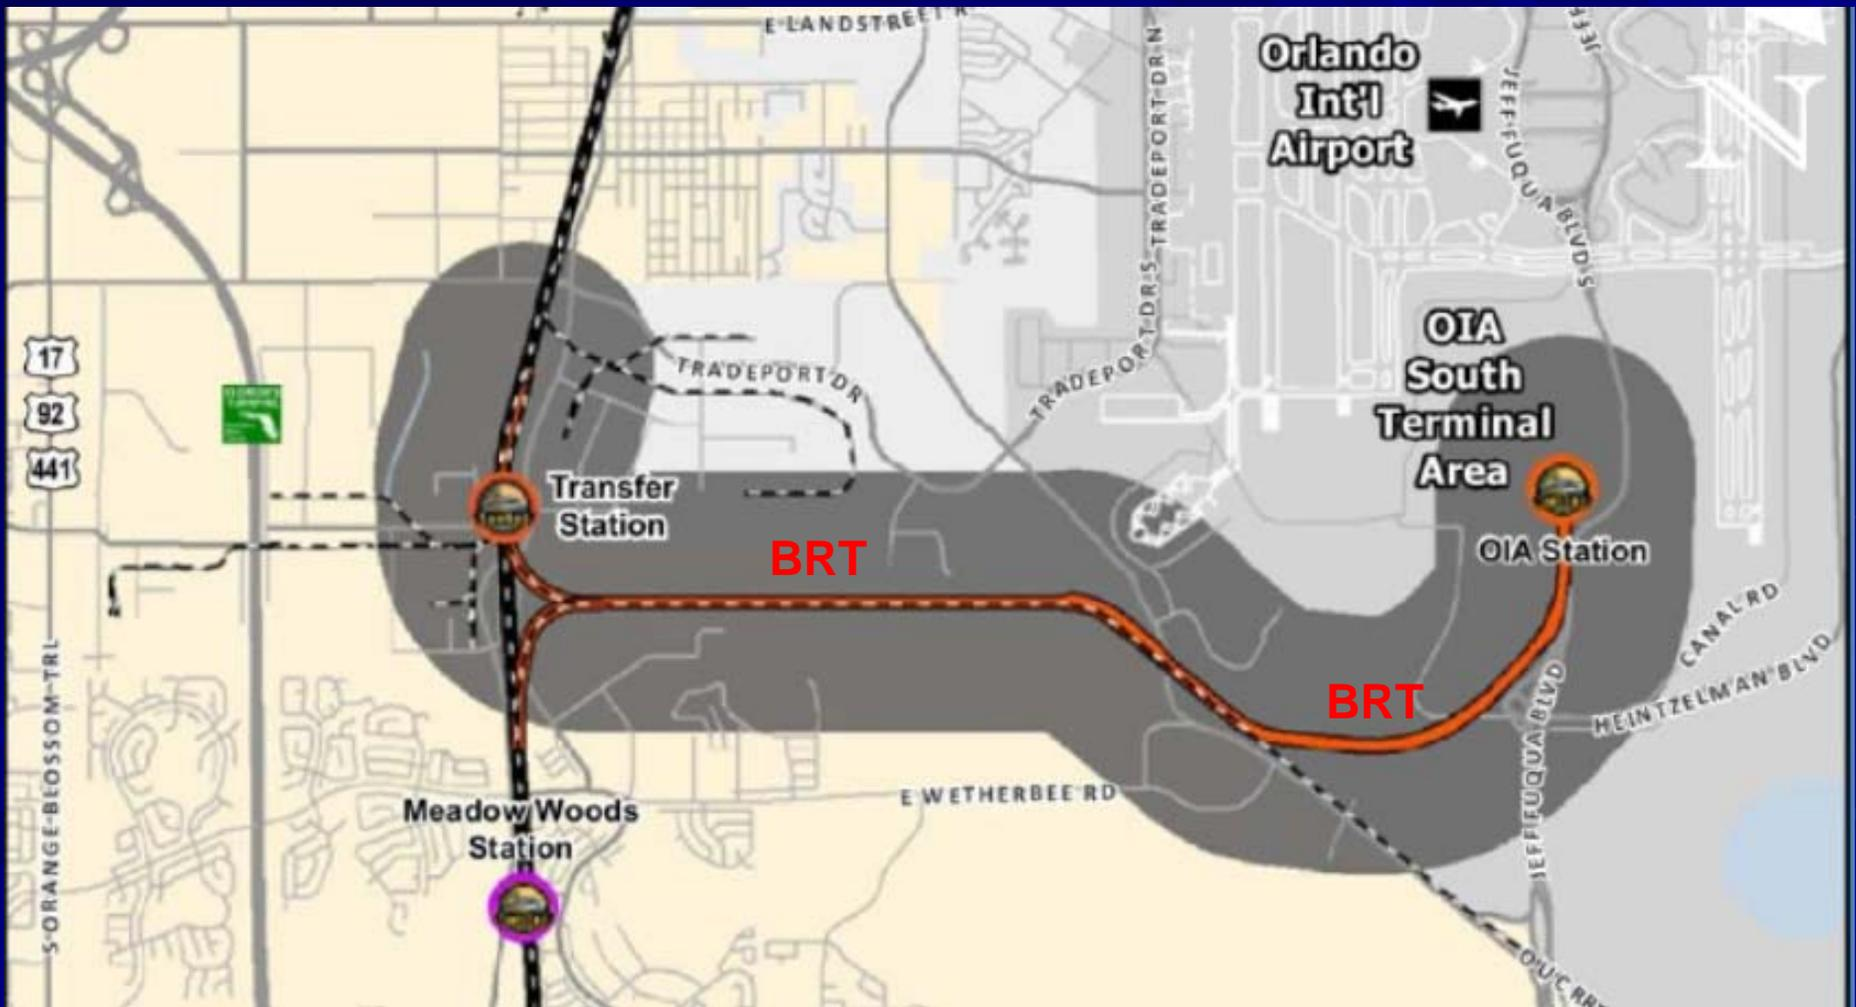 E LANDSTREET R
Orlando
Int'l
Airport
JEFF
JEFF FUQUA BLVD S
TRADEPORT DR N
TRADEPORT DR S
TRADEPORT DR
N
17
92
441
OIA
South
Terminal
Area
Transfer
Station
BRT
OIA Station
BRT
CANAL RD
HEINTZELMAN BLVD
JEFF FUQUA BLVD
S ORANGE BLOSSOM TRL
E WETHERBEE RD
Meadow Woods
Station
O U C RR